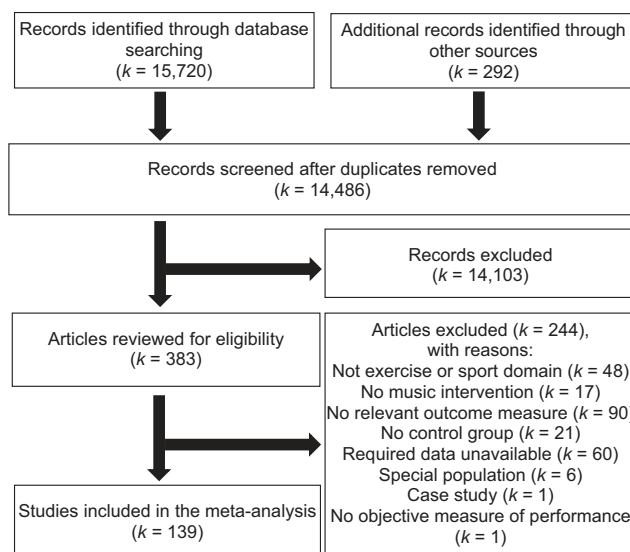 Records identified through database
searching
(k = 15,720)
Additional records identified through
other sources
(k = 292)
Records screened after duplicates removed
(k = 14,486)
Records excluded
(k = 14,103)
Articles reviewed for eligibility
(k = 383)
Articles excluded (k = 244),
with reasons:
Not exercise or sport domain (k = 48)
No music intervention (k = 17)
No relevant outcome measure (k = 90)
No control group (k = 21)
Required data unavailable (k = 60)
Special population (k = 6)
Case study (k = 1)
No objective measure of performance
(k = 1)
Studies included in the meta-analysis
(k = 139)